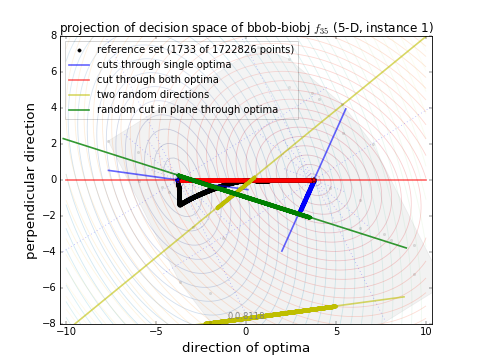 projection of decision space of bbob-biobj f35 (5-D, instance 1)
reference set (1733 of 1722826 points)
cuts through single optima
cut through both optima
two random directions
random cut in plane through optima
8
6
4
2
0
−2
−4
−6
−8
perpendicular direction
−10
−5
0
5
10
direction of optima